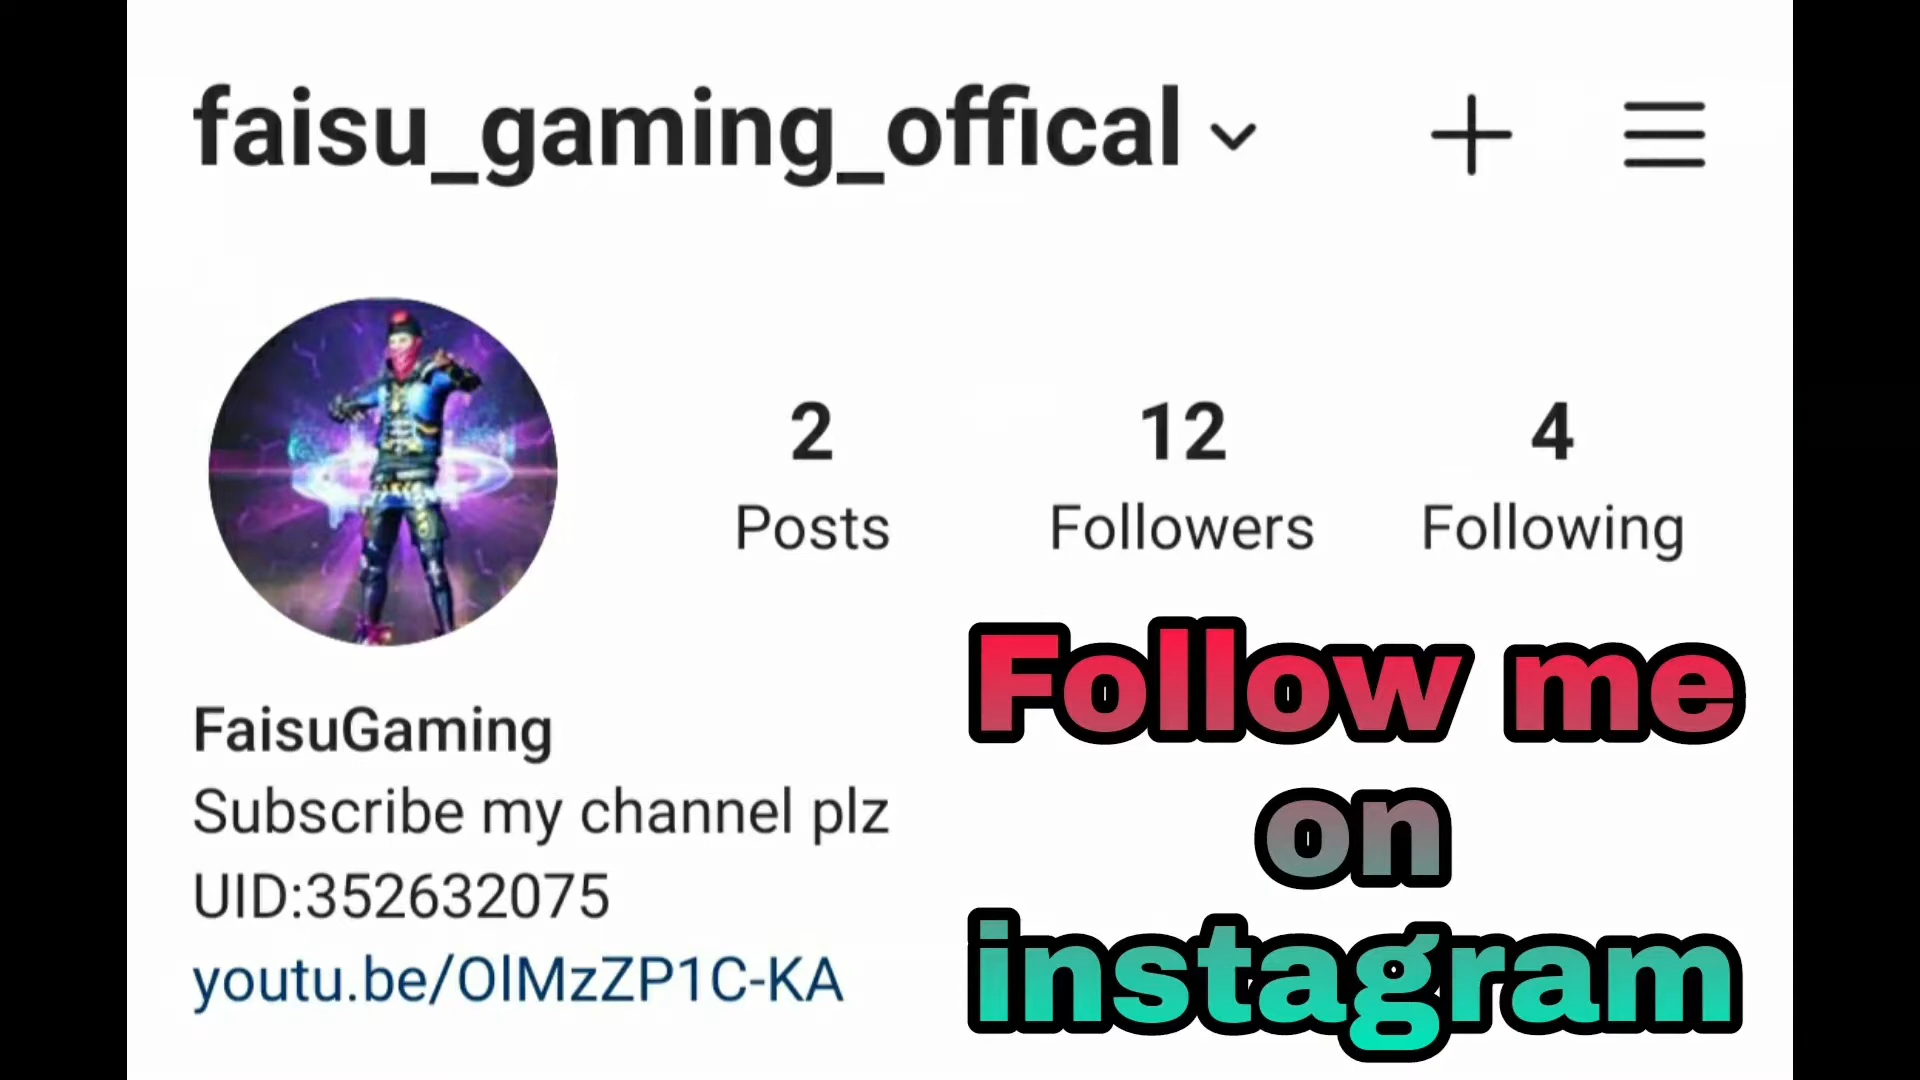 faisu_gaming_offical
2 12 4
Posts Followers Following
FaisuGaming
Subscribe my channel plz
UID:352632075
youtu.be/OlMzZP1C-KA
Follow me
on
instagram